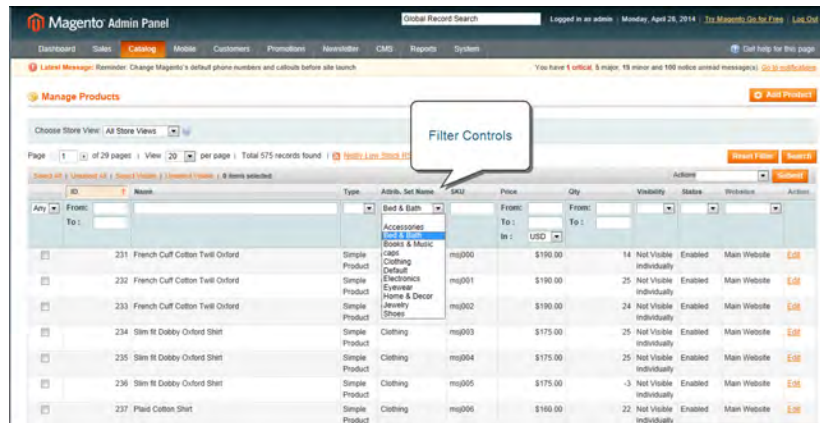 Magento Admin Panel
Global Record Search
Logged in as admin | Monday, April 26, 2014 | Try Magento Go for Free | Log Out
Dashboard Sales Catalog Mobile Customers Promotions Newsletter CMS Reports System Get help for this page
Latest Message: Reminder: Change Magento's default phone numbers and callouts before site launch
You have 1 critical, 5 major, 19 minor and 100 notice unread message(s). Go to notifications
Manage Products
Add Product
Choose Store View: All Store Views
Filter Controls
Page 1 of 29 pages | View 20 per page | Total 575 records found | Notify Low Stock
Reset Filter Search
Select All | Unselect All | Select Visible | Unselect Visible | 0 items selected
Actions Submit
ID Name Type Attrib. Set Name SKU Price Qty Visibility Status Websites Action
Any From: Bed & Bath From: From:
To: To: To:
In: USD
Accessories
Bed & Bath
Books & Music
caps
Clothing
Default
Electronics
Eyewear
Home & Decor
Jewelry
Shoes
231 French Cuff Cotton Twill Oxford Simple Product msj000 $190.00 14 Not Visible Individually Enabled Main Website Edit
232 French Cuff Cotton Twill Oxford Simple Product msj001 $190.00 25 Not Visible Individually Enabled Main Website Edit
233 French Cuff Cotton Twill Oxford Simple Product msj002 $190.00 24 Not Visible Individually Enabled Main Website Edit
234 Slim fit Dobby Oxford Shirt Simple Product Clothing msj003 $175.00 25 Not Visible Individually Enabled Main Website Edit
235 Slim fit Dobby Oxford Shirt Simple Product Clothing msj004 $175.00 25 Not Visible Individually Enabled Main Website Edit
236 Slim fit Dobby Oxford Shirt Simple Product Clothing msj005 $175.00 -3 Not Visible Individually Enabled Main Website Edit
237 Plaid Cotton Shirt Simple Product Clothing msj006 $160.00 22 Not Visible Individually Enabled Main Website Edit